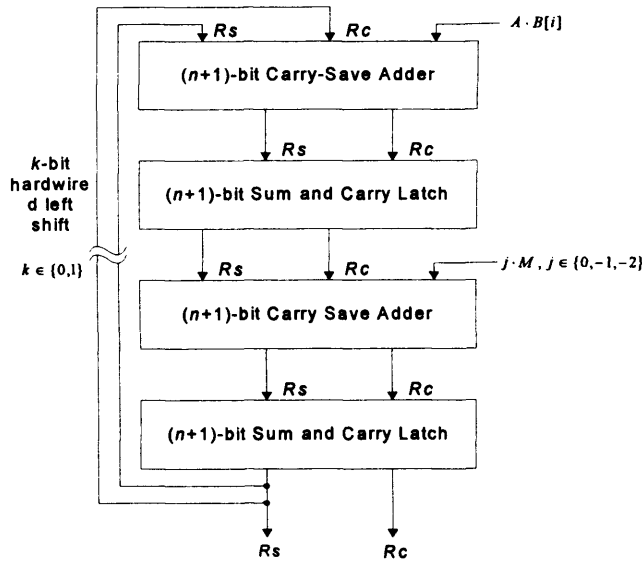 Rs Rc A · B[i]
(n+1)-bit Carry-Save Adder
Rs Rc
k-bit
hardwire
d left
shift
k ∈ {0,1}
(n+1)-bit Sum and Carry Latch
Rs Rc j · M , j ∈ {0,-1,-2}
(n+1)-bit Carry Save Adder
Rs Rc
(n+1)-bit Sum and Carry Latch
Rs Rc